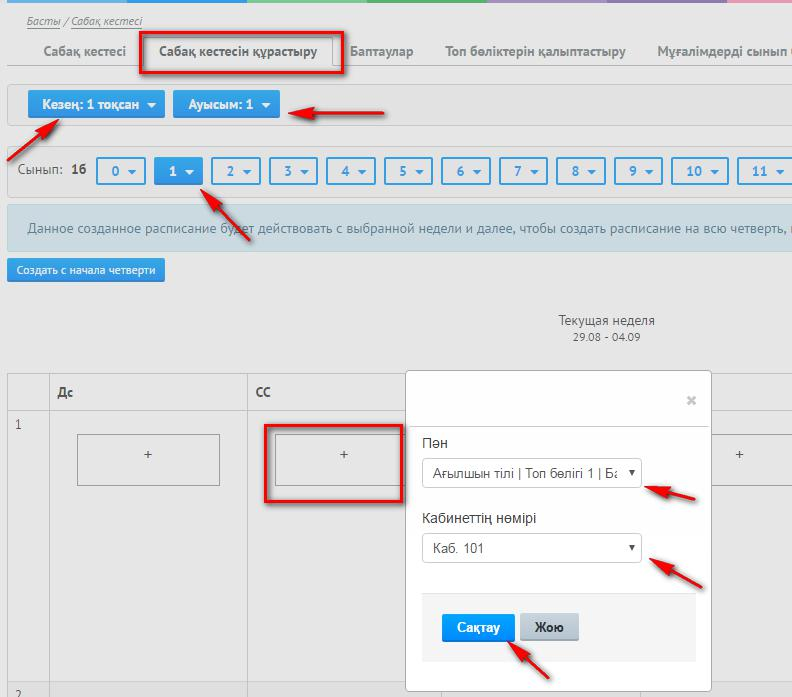 Басты / Сабақ кестесі
Сабақ кестесі Сабақ кестесін құрастыру Баптаулар Топ бөліктерін қалыптастыру Мұғалімдерді сынып
Кезең: 1 тоқсан Ауысым: 1
Сынып: 1б 0 1 2 3 4 5 6 7 8 9 10 11
Данное созданное расписание будет действовать с выбранной недели и далее, чтобы создать расписание на всю четверть,
Создать с начала четверти
Текущая неделя
29.08 - 04.09
Дс СС
1
+ + +
Пән
Ағылшын тілі | Топ бөлігі 1 | Ба
Кабинеттің нөмірі
Каб. 101
Сақтау Жою
2